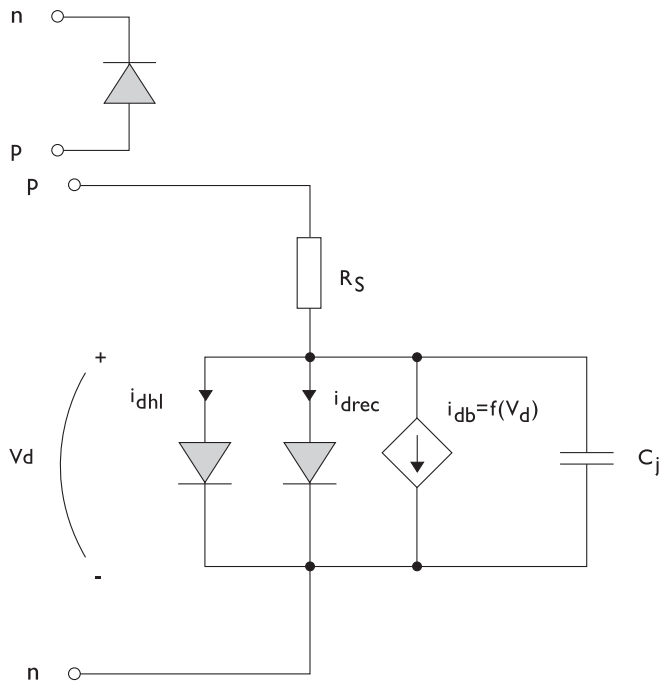 n
p
p
R_S
+
i_dhl
i_drec
i_db=f(V_d)
Vd
C_j
-
n